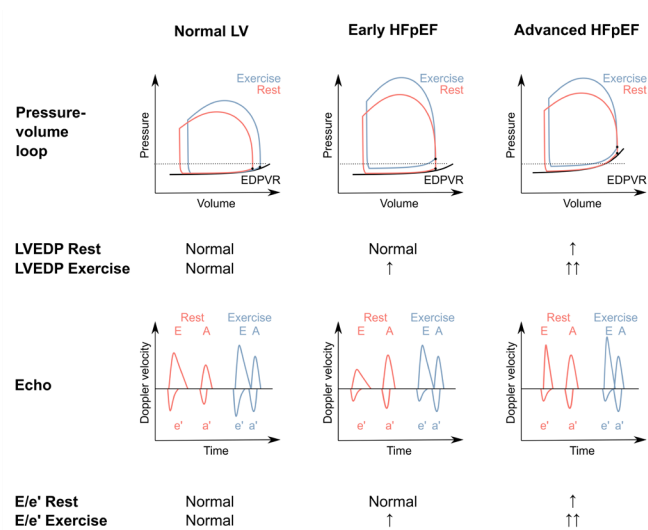 Normal LV Early HFpEF Advanced HFpEF
Pressure-
volume
loop
Pressure
Exercise
Rest
EDPVR
Volume
Pressure
Exercise
Rest
EDPVR
Volume
Pressure
Exercise
Rest
EDPVR
Volume
LVEDP Rest Normal Normal ↑
LVEDP Exercise Normal ↑ ↑↑
Echo
Doppler velocity
Rest Exercise
E A E A
e' a' e' a'
Time
Doppler velocity
Rest Exercise
E A E A
e' a' e' a'
Time
Doppler velocity
Rest Exercise
E A E A
e' a' e' a'
Time
E/e' Rest Normal Normal ↑
E/e' Exercise Normal ↑ ↑↑